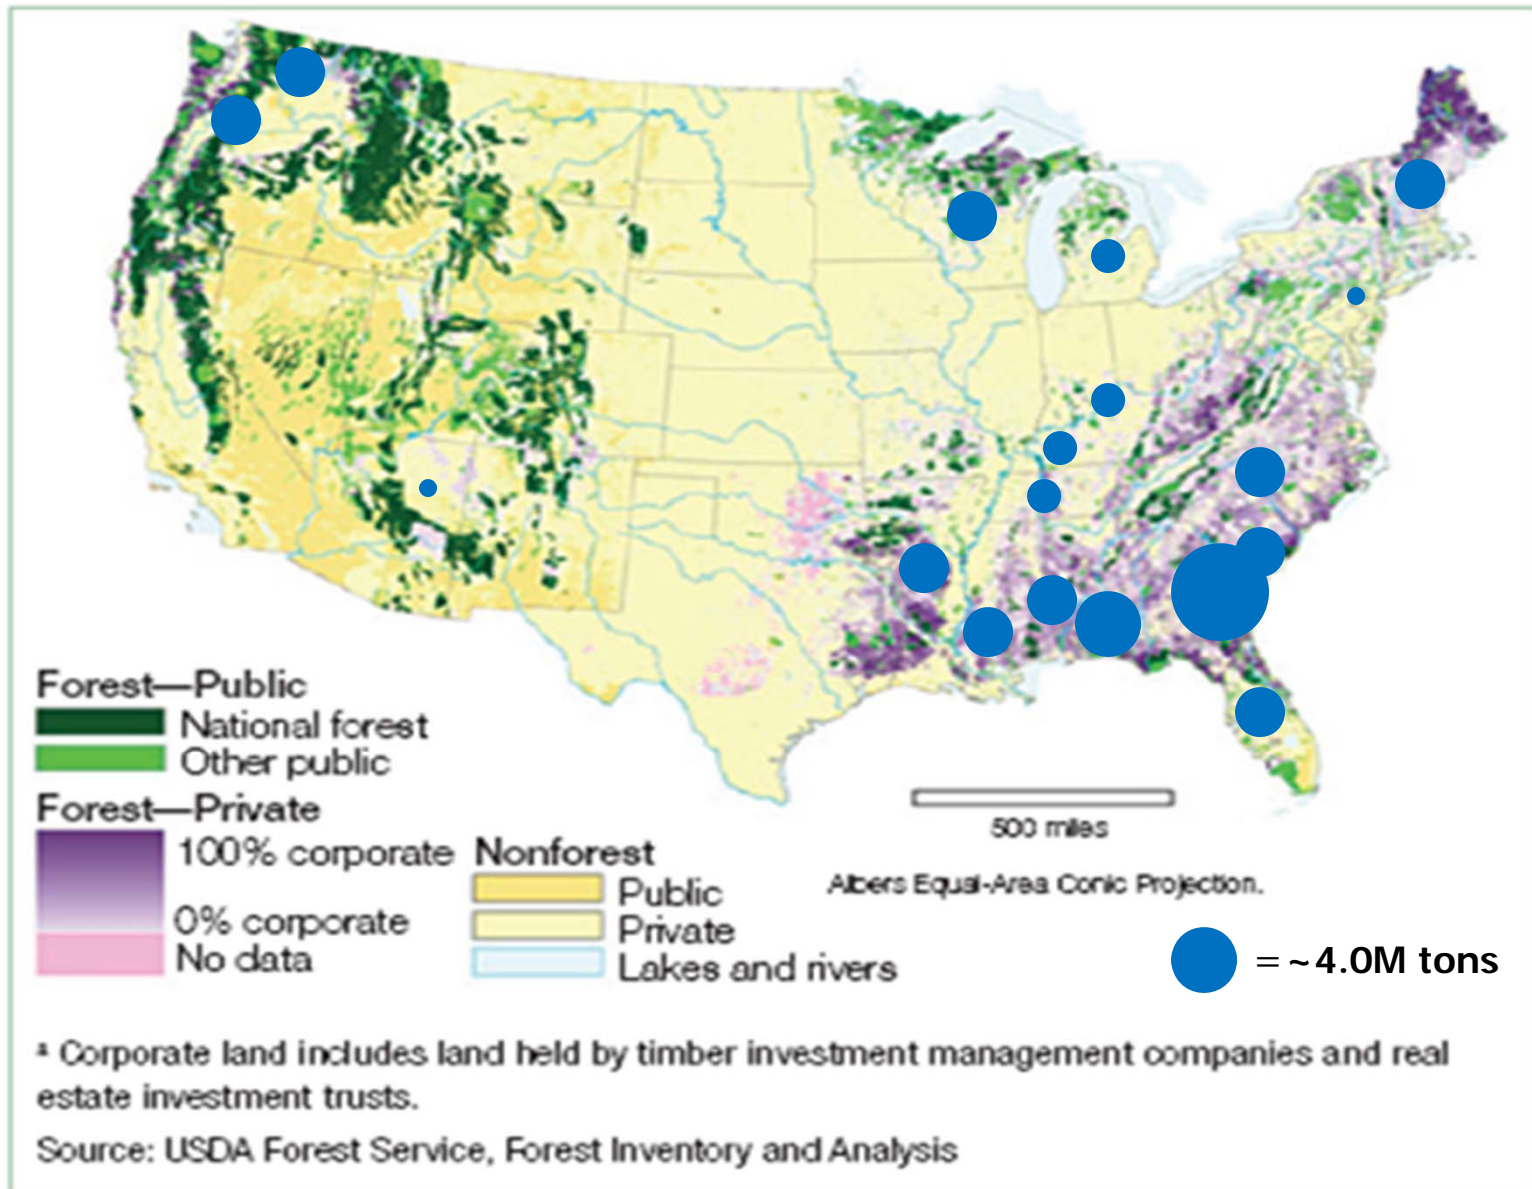 Forest—Public
National forest
Other public
Forest—Private
100% corporate
0% corporate
No data
Nonforest
Public
Private
Lakes and rivers
500 miles
Albers Equal-Area Conic Projection.
= ~4.0M tons
ª Corporate land includes land held by timber investment management companies and real
estate investment trusts.
Source: USDA Forest Service, Forest Inventory and Analysis